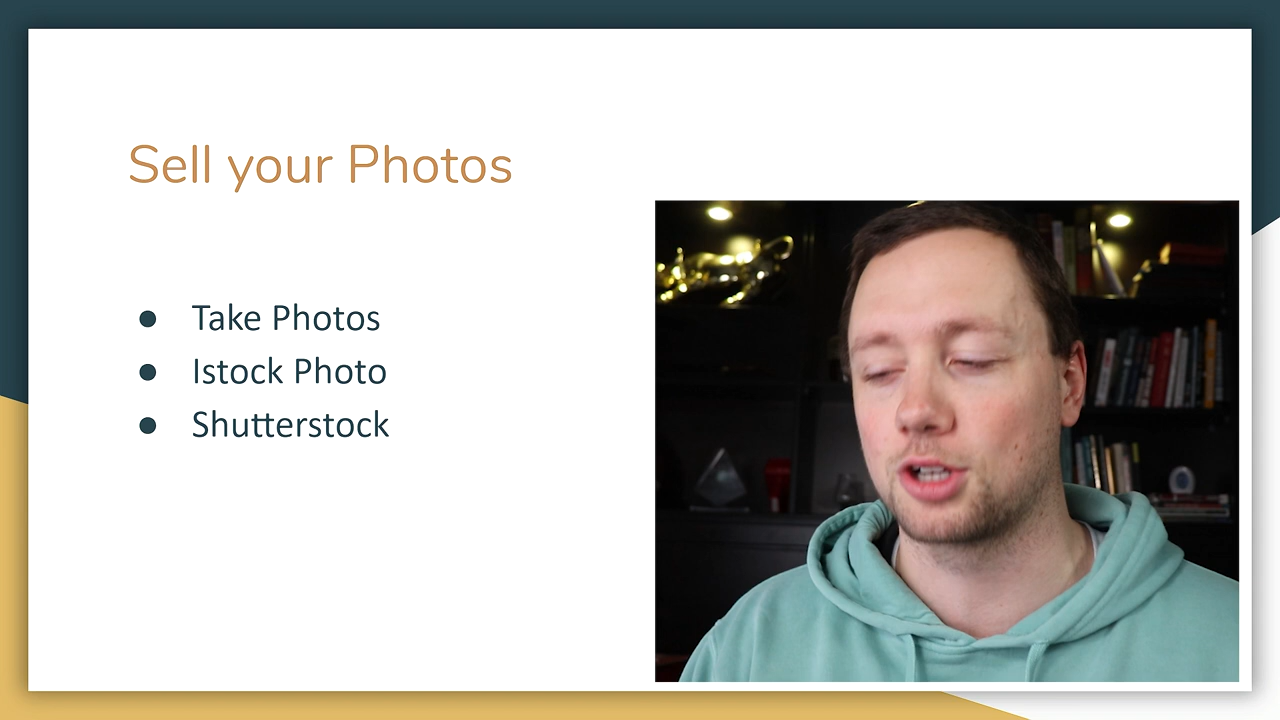 Sell your Photos
● Take Photos
● Istock Photo
● Shutterstock